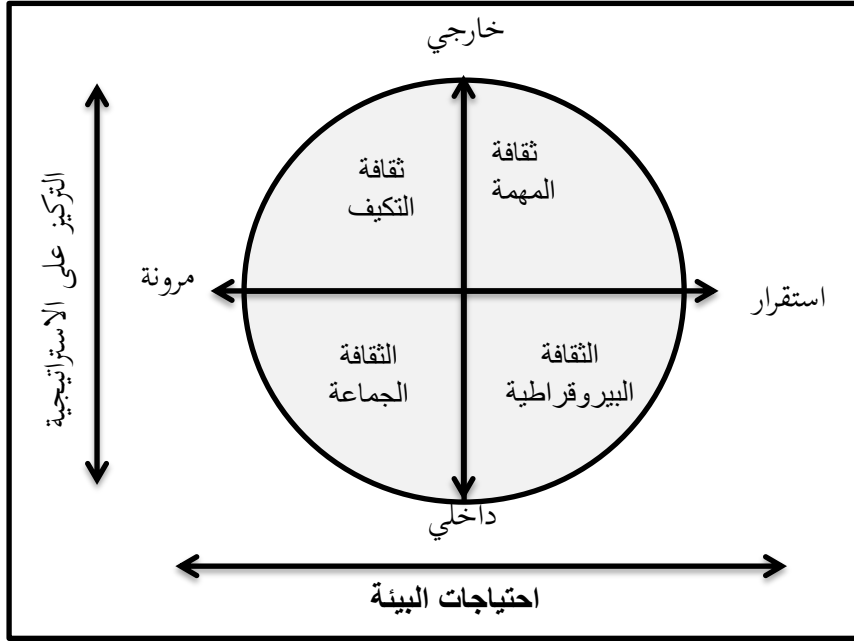 خارجي
ثقافة
المهمة
ثقافة
التكيف
التركيز على الاستراتيجية
استقرار
مرونة
الثقافة
البيروقراطية
الثقافة
الجماعة
داخلي
احتياجات البيئة